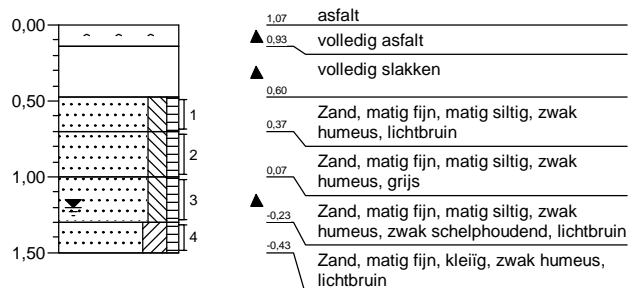 0,00
0,50
1,00
1,50
1
2
3
4
1,07
asfalt
0,93
volledig asfalt
volledig slakken
0,60
Zand, matig fijn, matig siltig, zwak
humeus, lichtbruin
0,37
Zand, matig fijn, matig siltig, zwak
humeus, grijs
0,07
Zand, matig fijn, matig siltig, zwak
humeus, zwak schelphoudend, lichtbruin
-0,23
Zand, matig fijn, kleiïg, zwak humeus,
lichtbruin
-0,43